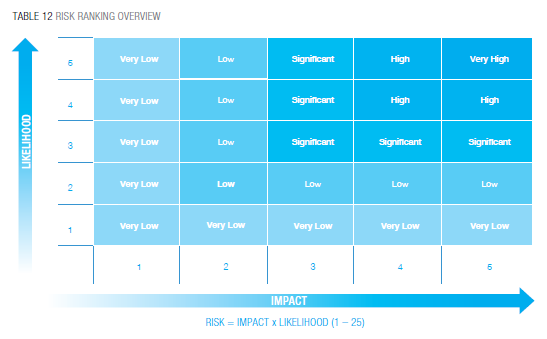 TABLE 12 RISK RANKING OVERVIEW
LIKELIHOOD
5 Very Low Low Significant High Very High
4 Very Low Low Significant High High
3 Very Low Low Significant Significant Significant
2 Very Low Low Low Low Low
1 Very Low Very Low Very Low Very Low Very Low
1 2 3 4 5
IMPACT
RISK = IMPACT x LIKELIHOOD (1 – 25)